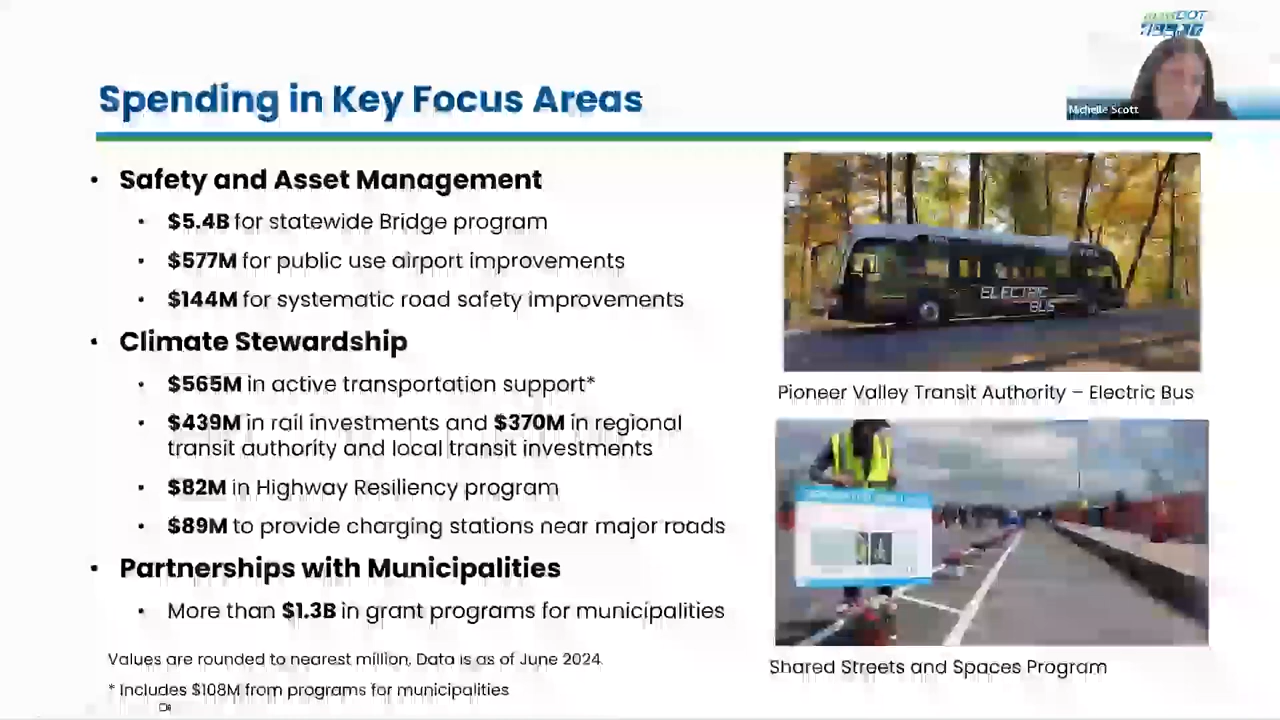 Spending in Key Focus Areas
Michelle Scott
• Safety and Asset Management
• $5.4B for statewide Bridge program
• $577M for public use airport improvements
• $144M for systematic road safety improvements
• Climate Stewardship
• $565M in active transportation support*
• $439M in rail investments and $370M in regional
transit authority and local transit investments
• $82M in Highway Resiliency program
• $89M to provide charging stations near major roads
• Partnerships with Municipalities
• More than $1.3B in grant programs for municipalities
Values are rounded to nearest million, Data is as of June 2024.
* Includes $108M from programs for municipalities
ELECTRIC
BUS
Pioneer Valley Transit Authority – Electric Bus
Shared Streets and Spaces Program